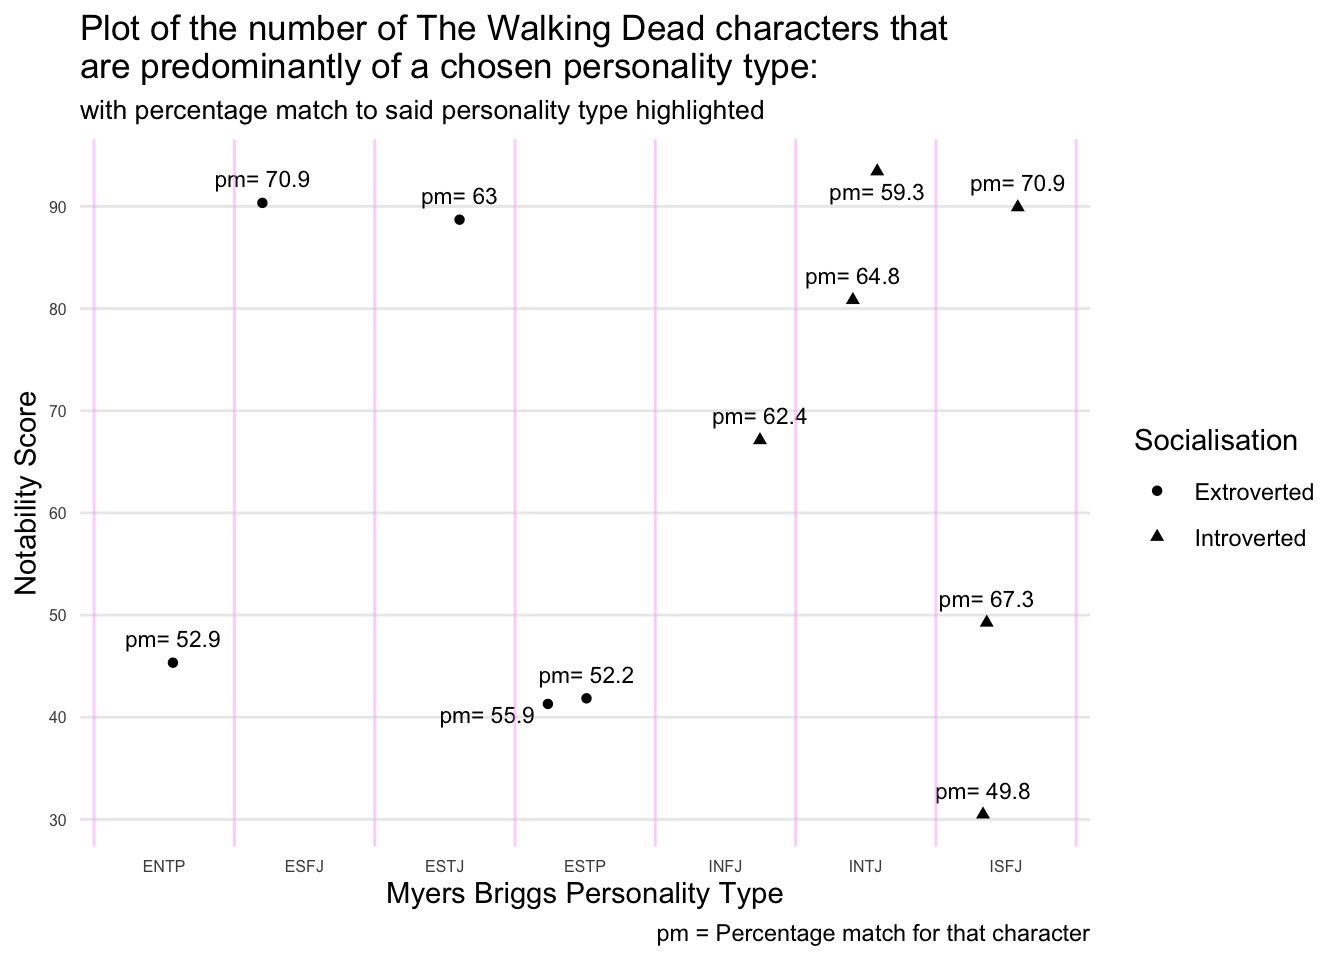 Plot of the number of The Walking Dead characters that
are predominantly of a chosen personality type:
with percentage match to said personality type highlighted
Notability Score
90
80
70
60
50
40
30
pm= 70.9
pm= 63
pm= 59.3
pm= 70.9
pm= 64.8
pm= 62.4
pm= 67.3
pm= 52.9
pm= 52.2
pm= 55.9
pm= 49.8
ENTP
ESFJ
ESTJ
ESTP
INFJ
INTJ
ISFJ
Myers Briggs Personality Type
pm = Percentage match for that character
Socialisation
Extroverted
Introverted